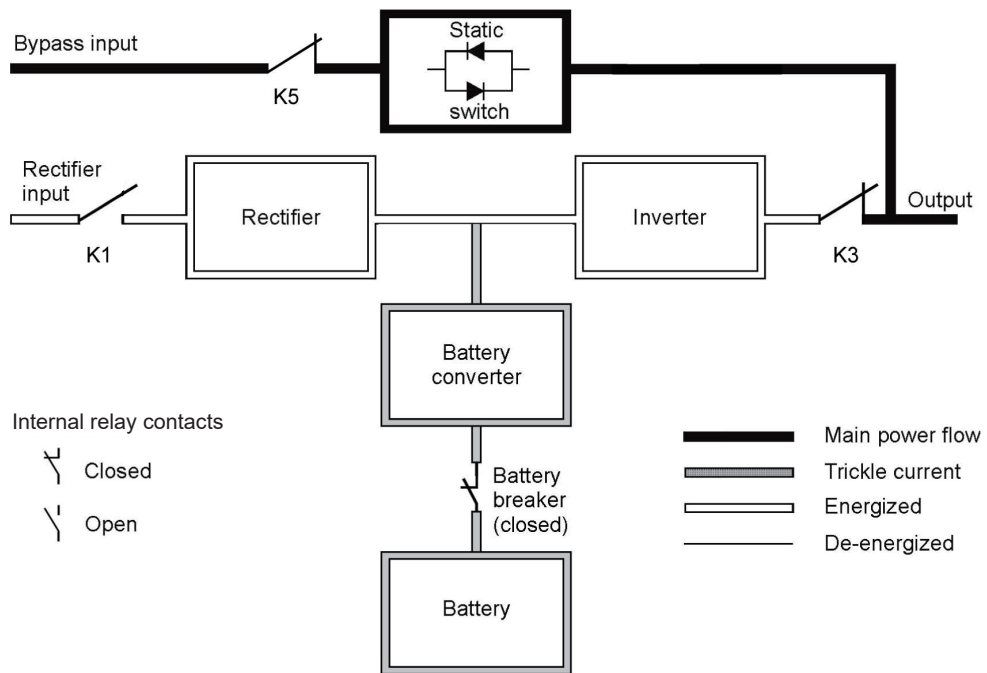 Bypass input
K5
Static
switch
Rectifier
input
K1
Rectifier
Inverter
K3
Output
Battery
converter
Internal relay contacts
Closed
Open
Battery
breaker
(closed)
Battery
Main power flow
Trickle current
Energized
De-energized